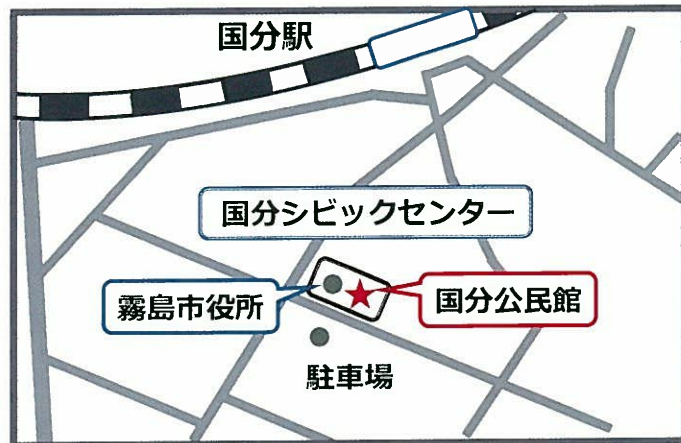 国分駅
国分シビックセンター
霧島市役所
国分公民館
駐車場